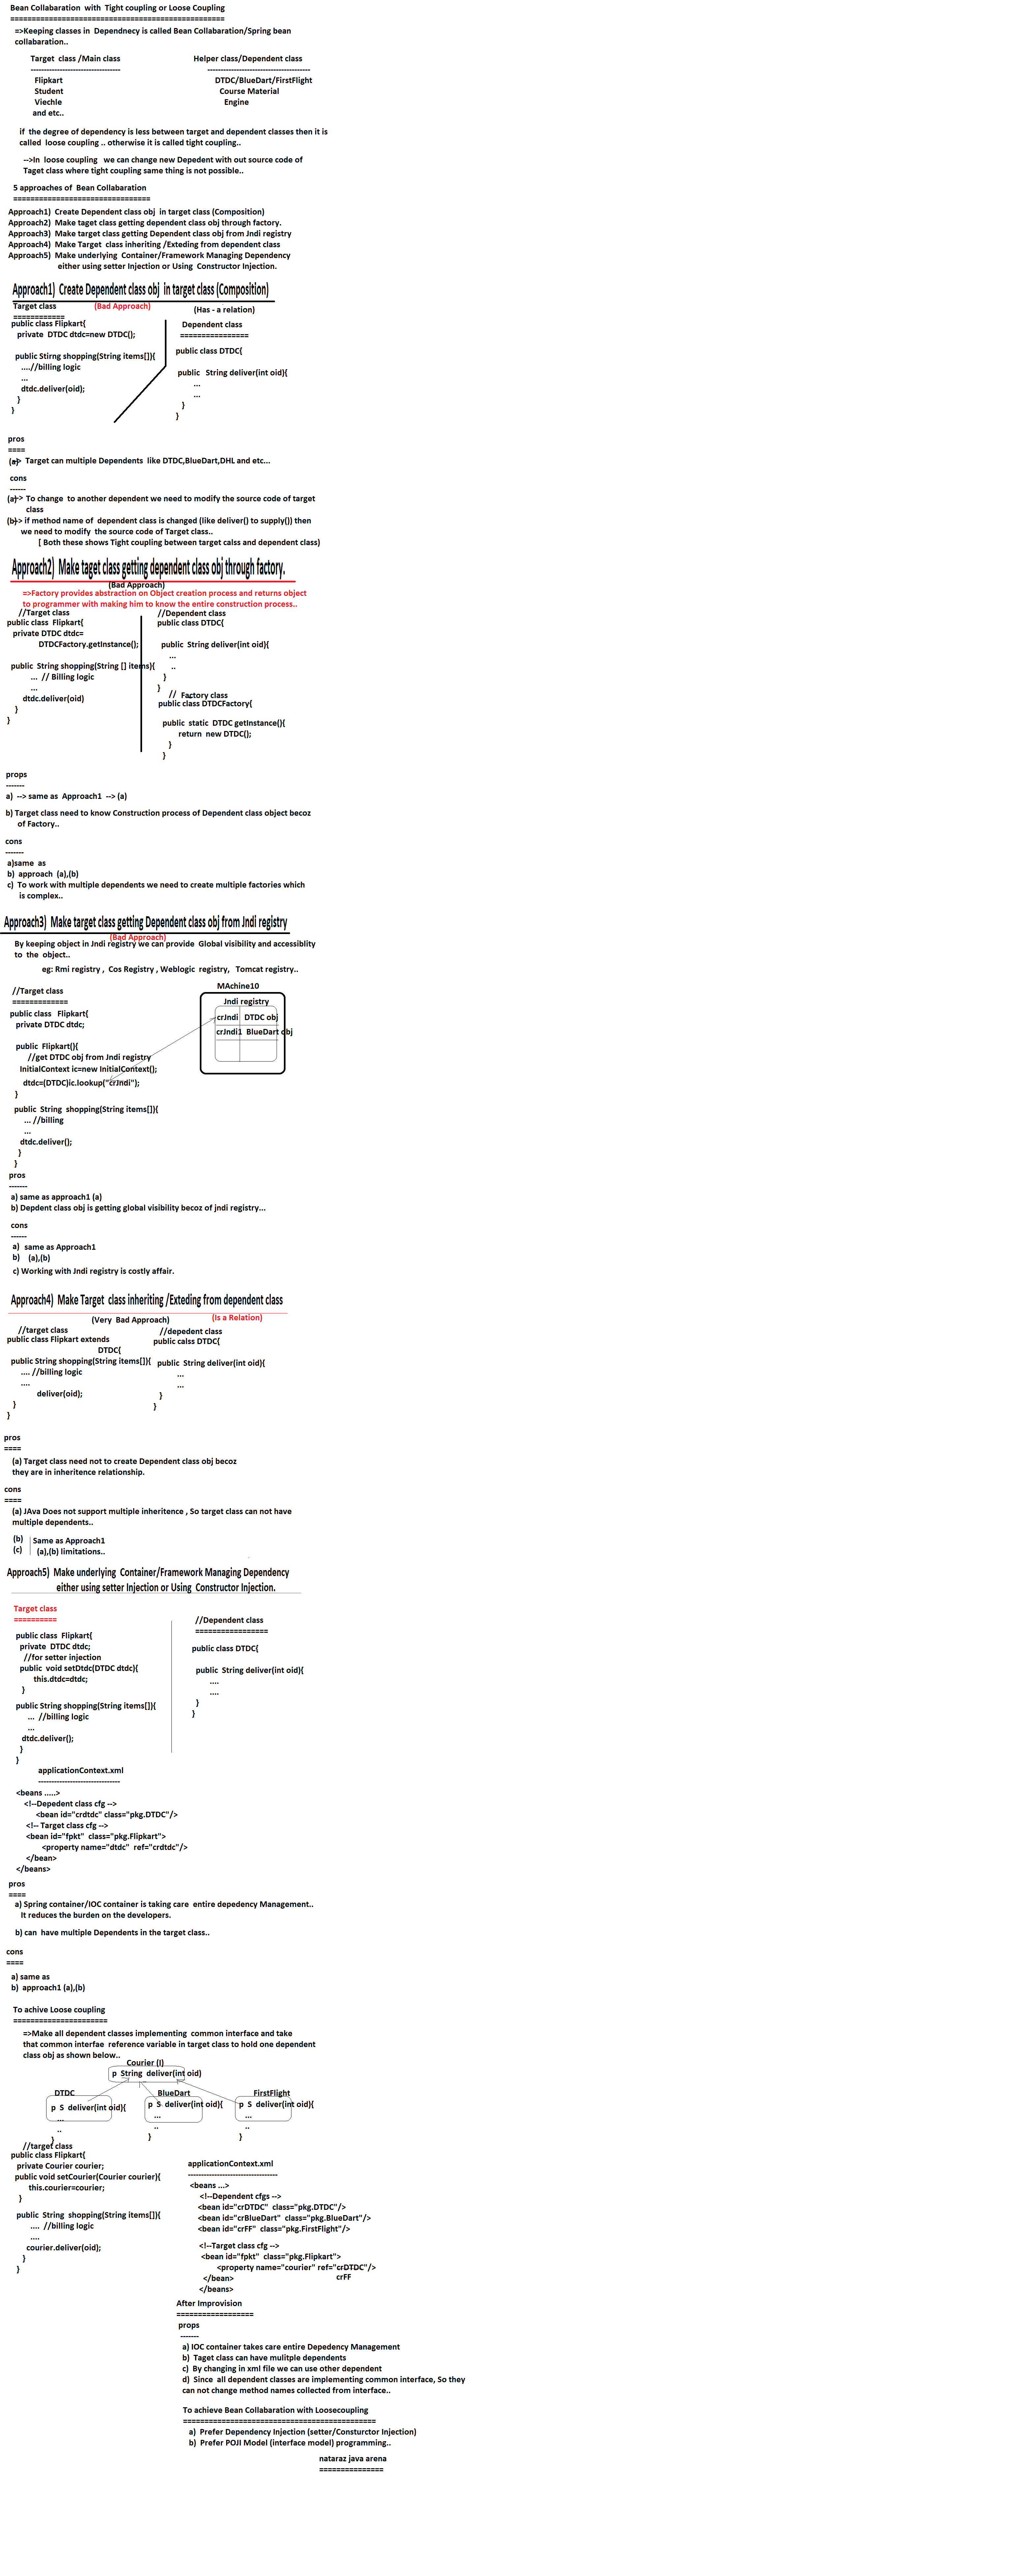 Bean Collabaration  with  Tight coupling or Loose Coupling
==================================================
=>Keeping classes in  Dependnecy is called Bean Collabaration/Spring bean
collabaration..
Target  class /Main class
---------------------------------
Flipkart
Student
Viechle
and etc..
Helper class/Dependent class
--------------------------------------
DTDC/BlueDart/FirstFlight
Course Material
Engine
if  the degree of dependency is less between target and dependent classes then it is
called  loose coupling .. otherwise it is called tight coupling..
-->In  loose coupling   we can change new Depedent with out source code of
Taget class where tight coupling same thing is not possible..
5 approaches of  Bean Collabaration
================================
Approach1)  Create Dependent class obj  in target class (Composition)
Approach2)  Make taget class getting dependent class obj through factory.
Approach3)  Make target class getting Dependent class obj from Jndi registry
Approach4)  Make Target  class inheriting /Exteding from dependent class
Approach5)  Make underlying  Container/Framework Managing Dependency
either using setter Injection or Using  Constructor Injection.
Approach1)  Create Dependent class obj  in target class (Composition)
(Bad Approach)
(Has - a relation)
Target class
============
public class Flipkart{
private  DTDC dtdc=new DTDC();
public Stirng shopping(String items[]){
....//billing logic
...
dtdc.deliver(oid);
}
}
Dependent class
================
public class DTDC{
public   String deliver(int oid){
...
...
}
}
pros
====
(a)->  Target can multiple Dependents  like DTDC,BlueDart,DHL and etc...
cons
------
(a)-->  To change  to another dependent we need to modify the source code of target
class
(b)--> if method name of  dependent class is changed (like deliver() to supply()) then
we need to modify  the source code of Target class..
[ Both these shows Tight coupling between target calss and dependent class)
Approach2)  Make taget class getting dependent class obj through factory.
(Bad Approach)
=>Factory provides abstraction on Object creation process and returns object
to programmer with making him to know the entire construction process..
//Target class
public class  Flipkart{
private DTDC dtdc=
DTDCFactory.getInstance();
public  String shopping(String [] items){
...  // Billing logic
...
dtdc.deliver(oid)
}
}
//Dependent class
public class DTDC{
public  String deliver(int oid){
...
..
}
}
//  Factory class
public class DTDCFactory{
public  static  DTDC getInstance(){
return  new DTDC();
}
}
props
-------
a)  --> same as  Approach1  --> (a)
b) Target class need to know Construction process of Dependent class object becoz
of Factory..
cons
-------
a)same  as
b)  approach  (a),(b)
c)  To work with multiple dependents we need to create multiple factories which
is complex..
Approach3)  Make target class getting Dependent class obj from Jndi registry
(Bad Approach)
By keeping object in Jndi registry we can provide  Global visibility and accessiblity
to  the  object..
eg: Rmi registry ,  Cos Registry , Weblogic  registry,   Tomcat registry..
//Target class
=============
public class   Flipkart{
private DTDC dtdc;
public  Flipkart(){
//get DTDC obj from Jndi registry
InitialContext ic=new InitialContext();
dtdc=(DTDC)ic.lookup("crJndi");
}
public  String  shopping(String items[]){
... //billing
...
dtdc.deliver();
}
}
MAchine10
Jndi registry
crJndi   DTDC obj
crJndi1  BlueDart obj
pros
-------
a) same as approach1 (a)
b) Depdent class obj is getting global visibility becoz of jndi registry...
cons
------
a)  same as Approach1
b)    (a),(b)
c) Working with Jndi registry is costly affair.
Approach4)  Make Target  class inheriting /Exteding from dependent class
(Very  Bad Approach)
(Is a Relation)
//target class
public class Flipkart extends
DTDC{
public String shopping(String items[]){
.... //billing logic
....
deliver(oid);
}
}
//depedent class
public calss DTDC{
public  String deliver(int oid){
...
...
}
}
pros
====
(a) Target class need not to create Dependent class obj becoz
they are in inheritence relationship.
cons
====
(a) JAva Does not support multiple inheritence , So target class can not have
multiple dependents..
(b)   Same as Approach1
(c)   (a),(b) limitations..
Approach5)  Make underlying  Container/Framework Managing Dependency
either using setter Injection or Using  Constructor Injection.
Target class
==========
public class  Flipkart{
private  DTDC dtdc;
//for setter injection
public  void setDtdc(DTDC dtdc){
this.dtdc=dtdc;
}
public String shopping(String items[]){
...  //billing logic
...
dtdc.deliver();
}
}
//Dependent class
=================
public class DTDC{
public  String deliver(int oid){
....
....
}
}
applicationContext.xml
------------------------------
<beans .....>
<!--Depedent class cfg -->
<bean id="crdtdc" class="pkg.DTDC"/>
<!-- Target class cfg -->
<bean id="fpkt"  class="pkg.Flipkart">
<property name="dtdc"  ref="crdtdc"/>
</bean>
</beans>
pros
====
a) Spring container/IOC container is taking care  entire depedency Management..
It reduces the burden on the developers.
b) can  have multiple Dependents in the target class..
cons
====
a) same as
b)  approach1 (a),(b)
To achive Loose coupling
======================
=>Make all dependent classes implementing  common interface and take
that common interfae  reference variable in target class to hold one dependent
class obj as shown below..
Courier (I)
p  String  deliver(int oid)
DTDC
p  S  deliver(int oid){
...
..
}
BlueDart
p  S  deliver(int oid){
...
..
}
FirstFlight
p  S  deliver(int oid){
...
..
}
//target class
public class Flipkart{
private Courier courier;
public void setCourier(Courier courier){
this.courier=courier;
}
public  String  shopping(String items[]){
....  //billing logic
....
courier.deliver(oid);
}
}
applicationContext.xml
---------------------------------
<beans ...>
<!--Dependent cfgs -->
<bean id="crDTDC"  class="pkg.DTDC"/>
<bean id="crBlueDart"  class="pkg.BlueDart"/>
<bean id="crFF"  class="pkg.FirstFlight"/>
<!--Target class cfg -->
<bean id="fpkt"  class="pkg.Flipkart">
<property name="courier" ref="crDTDC"/>
crFF
</bean>
</beans>
After Improvision
==================
props
-------
a) IOC container takes care entire Depedency Management
b)  Taget class can have mulitple dependents
c)  By changing in xml file we can use other dependent
d)  Since  all dependent classes are implementing common interface, So they
can not change method names collected from interface..
To achieve Bean Collabaration with Loosecoupling
=============================================
a)  Prefer Dependency Injection (setter/Consturctor Injection)
b)  Prefer POJI Model (interface model) programming..
nataraz java arena
===============